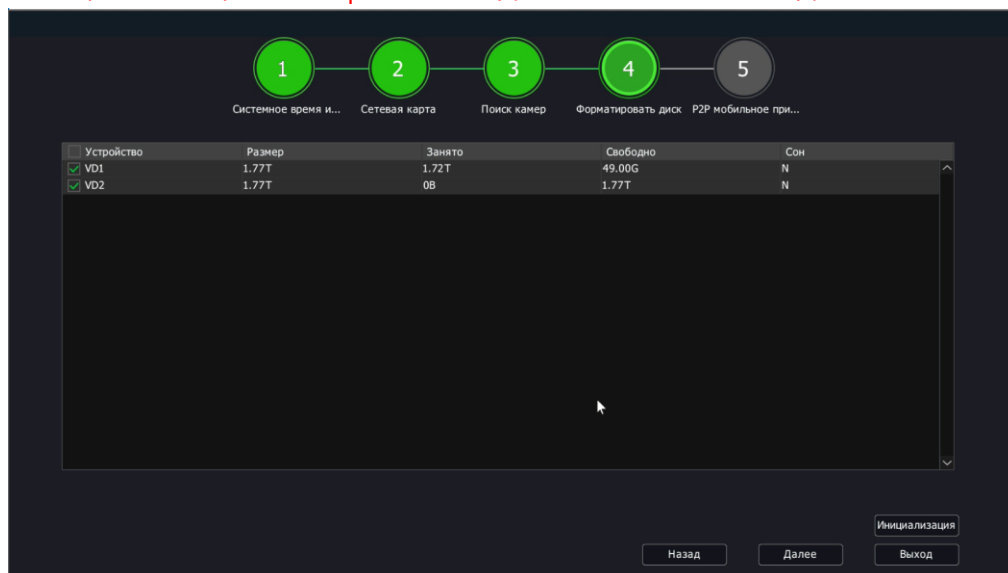 1 2 3 4 5
Системное время и... Сетевая карта Поиск камер Форматировать диск P2P мобильное при...
Устройство Размер Занято Свободно Сон
VD1 1.77T 1.72T 49.00G N
VD2 1.77T 0B 1.77T N
Инициализация
Назад Далее Выход